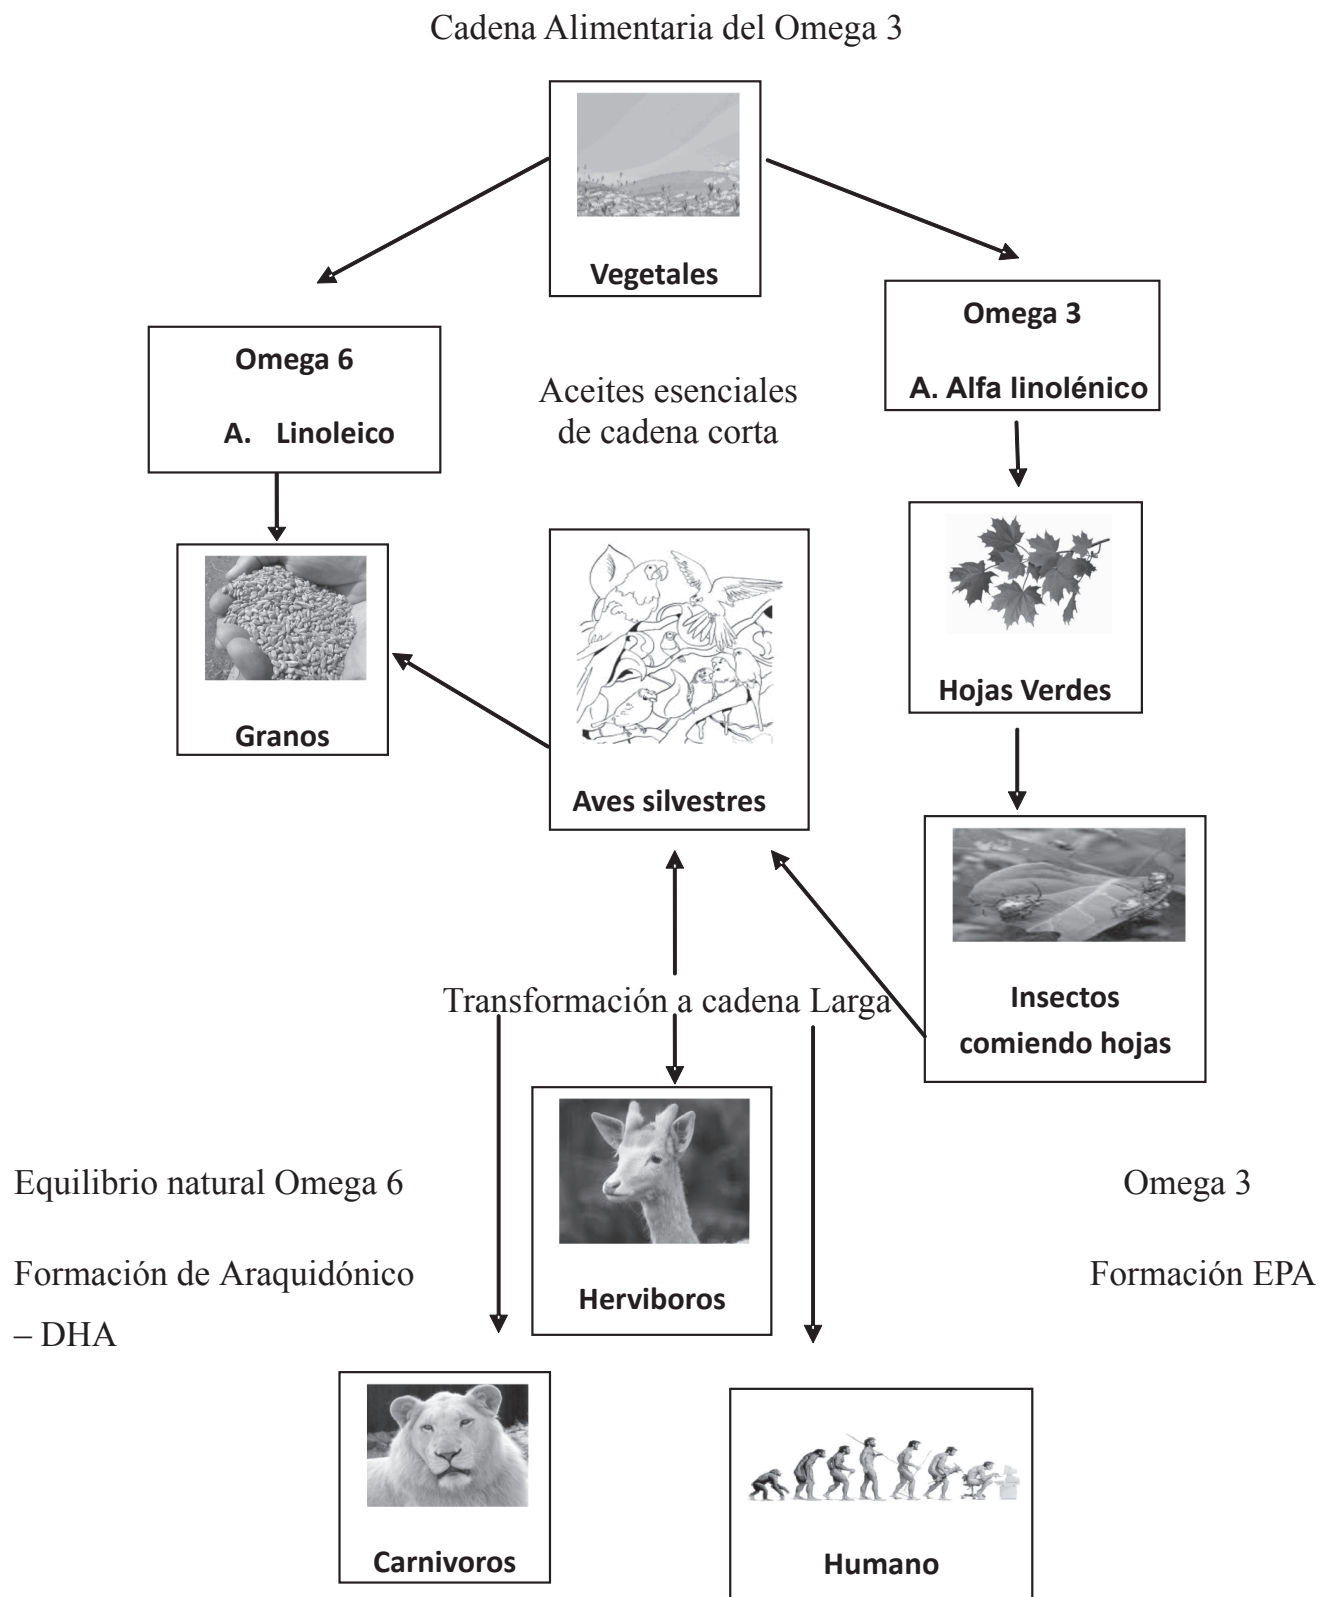 Cadena Alimentaria del Omega 3
Vegetales
Omega 6
A. Linoleico
Aceites esenciales
de cadena corta
Omega 3
A. Alfa linolénico
Granos
Aves silvestres
Hojas Verdes
Insectos
comiendo hojas
Transformación a cadena Larga
Herviboros
Equilibrio natural Omega 6
Omega 3
Formación de Araquidónico
– DHA
Formación EPA
Carnivoros
Humano